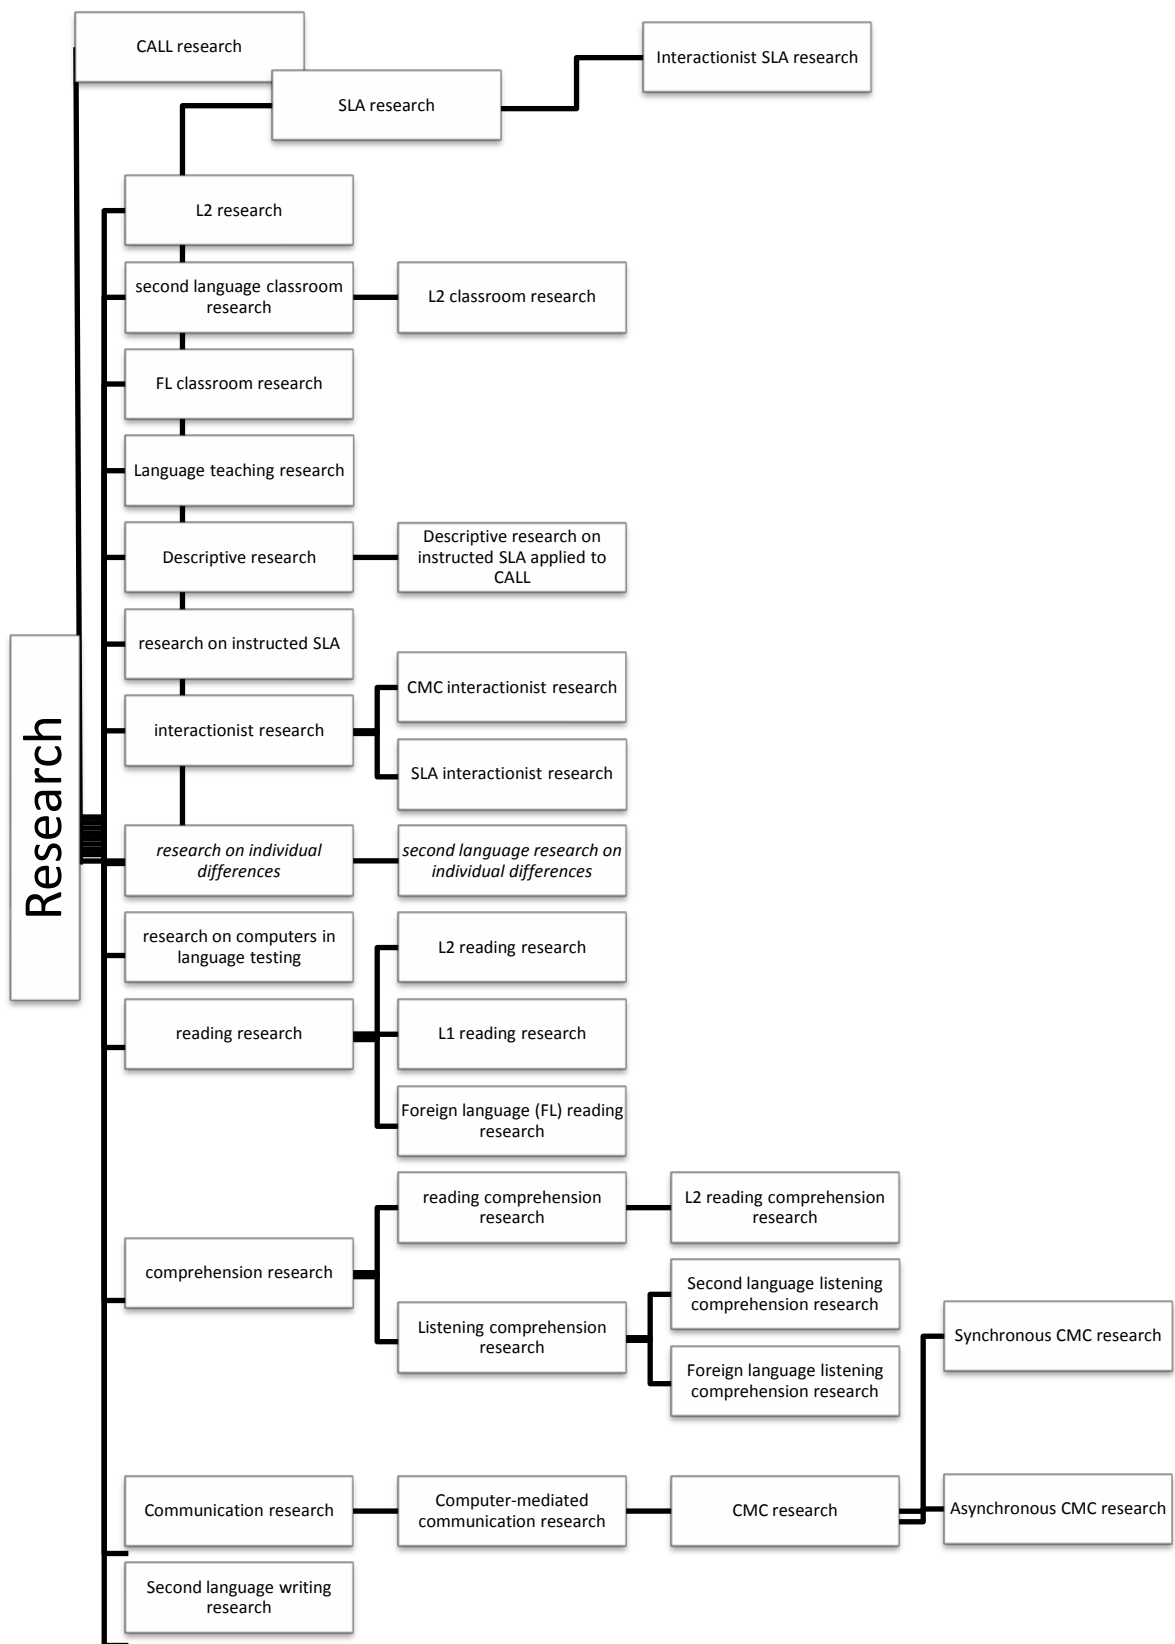 CALL research
Interactionist SLA research
SLA research
L2 research
second language classroom
research
L2 classroom research
FL classroom research
Language teaching research
Descriptive research
Descriptive research on
instructed SLA applied to
CALL
research on instructed SLA
Research
interactionist research
CMC interactionist research
SLA interactionist research
research on individual
differences
second language research on
individual differences
research on computers in
language testing
reading research
L2 reading research
L1 reading research
Foreign language (FL) reading
research
comprehension research
reading comprehension
research
L2 reading comprehension
research
Listening comprehension
research
Second language listening
comprehension research
Foreign language listening
comprehension research
Synchronous CMC research
Communication research
Computer-mediated
communication research
CMC research
Asynchronous CMC research
Second language writing
research